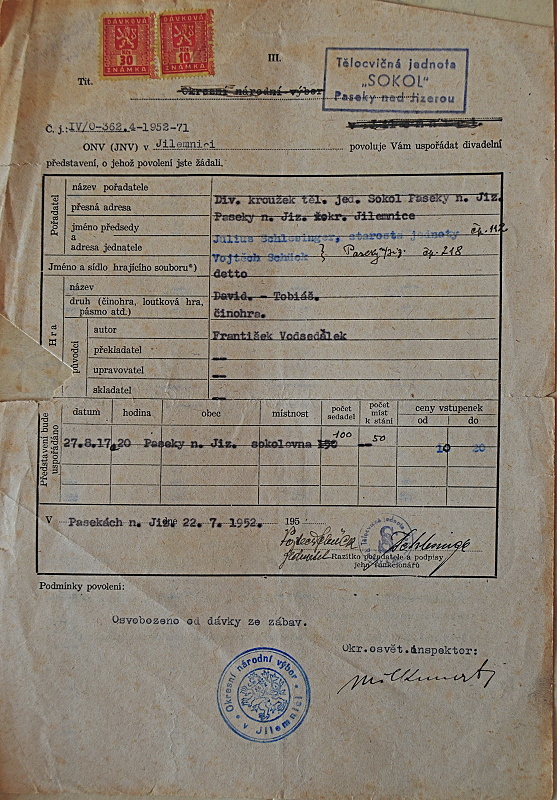 DÁVKOVÁ DÁVKOVÁ
30 10
ZNÁMKA ZNÁMKA
III.
Tělocvičná jednota
„SOKOL"
Paseky nad Jizerou
Tit.
Okresní národní výbor
Č. j.: IV/O-362.4-1952-71
ONV (JNV) v Jilemnici povoluje Vám uspořádat divadelní
představení, o jehož povolení jste žádali.
Pořadatel
název pořadatele Div. kroužek těl. jed. Sokol Paseky n. Jiz.
přesná adresa Paseky n. Jiz. okr. Jilemnice
jméno předsedy Julius Schlesinger, starosta jednoty čp. 112
a
adresa jednatele Vojtěch Schück } Paseky čp. 218
Jméno a sídlo hrajícího souboru*) detto
Hra
název David. - Tobiáš.
druh (činohra, loutková hra, pásmo atd.) činohra.
původci
autor František Vodsedálek
překladatel —
upravovatel —
skladatel —
Představení bude uspořádáno
datum hodina obec místnost počet sedadel počet míst k stání ceny vstupenek od do
27.8. 17,20 Paseky n. Jiz. sokolovna 150 100 — 50 10 20
V Pasekách n. Jiz. dne 22. 7. 1952. 195
Tělocvičná jednota
Razítko pořadatele a podpisy
jeho funkcionářů
Podmínky povolení:
Osvobozeno od dávky ze zábav.
Okr.osvět.inspektor:
Okresní národní výbor
v Jilemnici